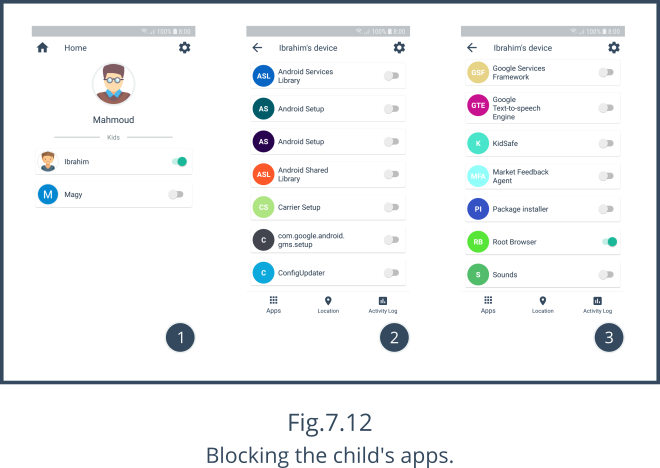 100% 8:00
Home
Mahmoud
Kids
Ibrahim
M
Magy
1
100% 8:00
Ibrahim's device
ASL
Android Services
Library
AS
Android Setup
AS
Android Setup
ASL
Android Shared
Library
CS
Carrier Setup
C
com.google.android.
gms.setup
C
ConfigUpdater
Apps
Location
Activity Log
2
100% 8:00
Ibrahim's device
GSF
Google Services
Framework
GTE
Google
Text-to-speech
Engine
K
KidSafe
MFA
Market Feedback
Agent
PI
Package installer
RB
Root Browser
S
Sounds
Apps
Location
Activity Log
3
Fig.7.12
Blocking the child's apps.